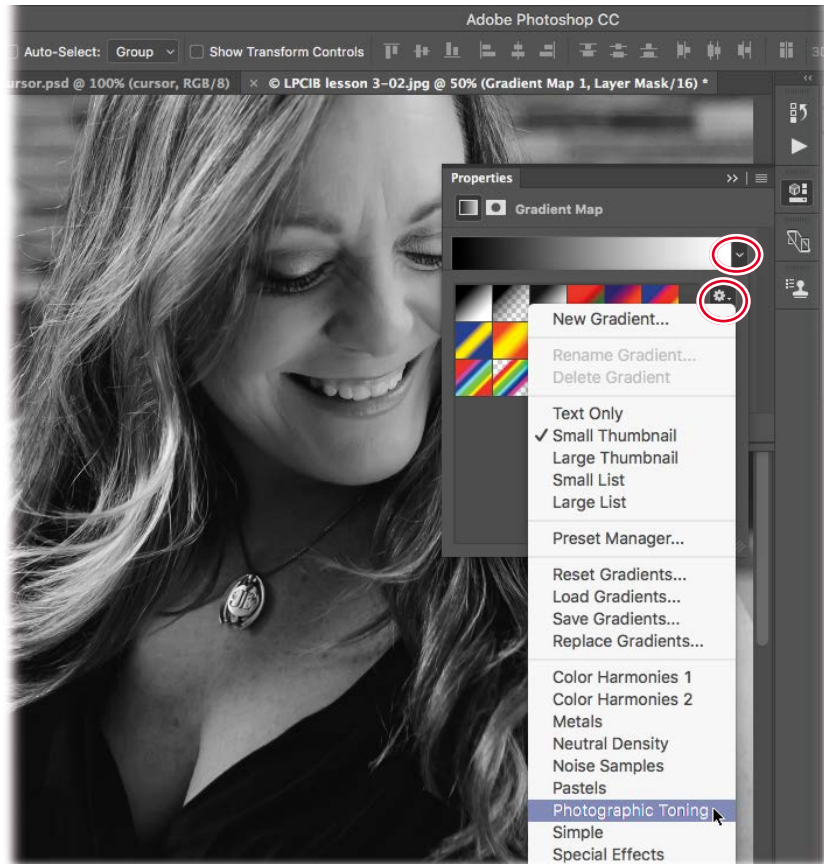 Adobe Photoshop CC
Auto-Select: Group Show Transform Controls
ursor.psd @ 100% (cursor, RGB/8) × © LPCIB lesson 3-02.jpg @ 50% (Gradient Map 1, Layer Mask/16) *
Properties
Gradient Map
New Gradient...
Rename Gradient...
Delete Gradient
Text Only
✓ Small Thumbnail
Large Thumbnail
Small List
Large List
Preset Manager...
Reset Gradients...
Load Gradients...
Save Gradients...
Replace Gradients...
Color Harmonies 1
Color Harmonies 2
Metals
Neutral Density
Noise Samples
Pastels
Photographic Toning
Simple
Special Effects